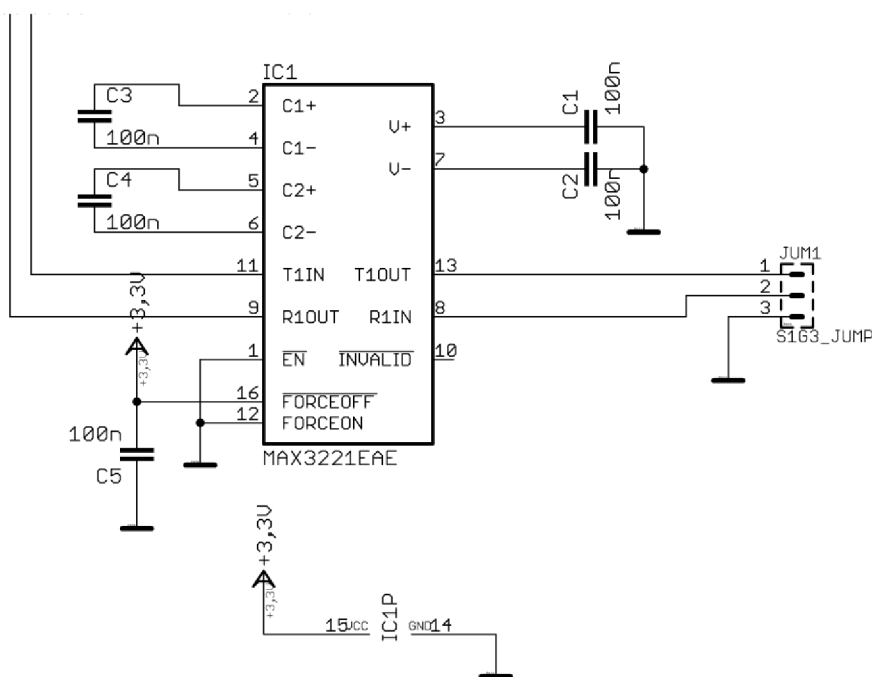 IC1
C3
100n
2
C1+
4
C1-
C4
100n
5
C2+
6
C2-
V+
3
V-
7
C1
100n
C2
100n
11
T1IN
T1OUT
13
9
R1OUT
R1IN
8
1
EN
INVALID
10
16
FORCEOFF
12
FORCEON
MAX3221EAE
JUM1
1
2
3
S1G3_JUMP
+3,3V
+3,3V
100n
C5
+3,3V
+3,3V
15
VCC
IC1P
GND
14